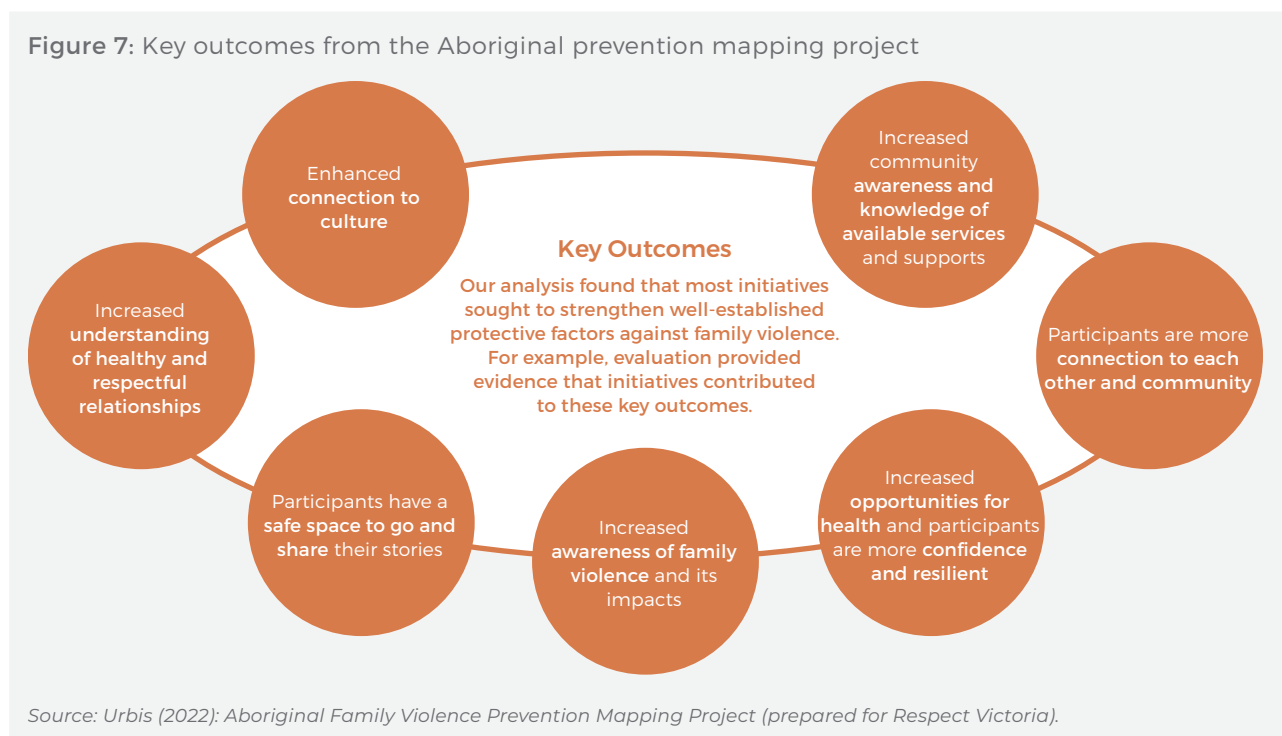 Figure 7: Key outcomes from the Aboriginal prevention mapping project
Enhanced
connection to
culture
Increased
community
awareness and
knowledge of
available services
and supports
Key Outcomes
Our analysis found that most initiatives
sought to strengthen well-established
protective factors against family violence.
For example, evaluation provided
evidence that initiatives contributed
to these key outcomes.
Increased
understanding
of healthy and
respectful
relationships
Participants are more
connection to each
other and community
Participants have a
safe space to go and
share their stories
Increased
awareness of family
violence and its
impacts
Increased
opportunities for
health and participants
are more confidence
and resilient
Source: Urbis (2022): Aboriginal Family Violence Prevention Mapping Project (prepared for Respect Victoria).